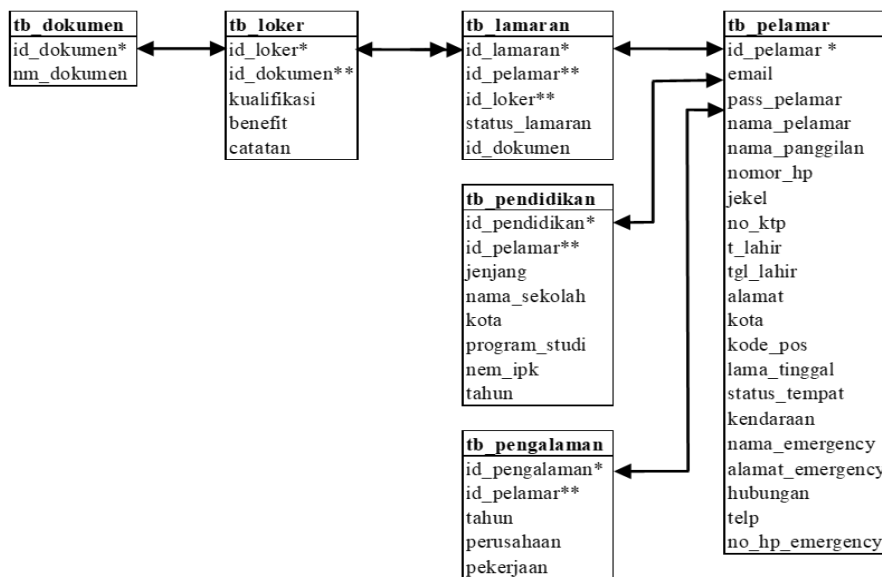 tb_dokumen
id_dokumen*
nm_dokumen
tb_loker
id_loker*
id_dokumen**
kualifikasi
benefit
catatan
tb_lamaran
id_lamaran*
id_pelamar**
id_loker**
status_lamaran
id_dokumen
tb_pendidikan
id_pendidikan*
id_pelamar**
jenjang
nama_sekolah
kota
program_studi
nem_ipk
tahun
tb_pengalaman
id_pengalaman*
id_pelamar**
tahun
perusahaan
pekerjaan
tb_pelamar
id_pelamar *
email
pass_pelamar
nama_pelamar
nama_panggilan
nomor_hp
jekel
no_ktp
t_lahir
tgl_lahir
alamat
kota
kode_pos
lama_tinggal
status_tempat
kendaraan
nama_emergency
alamat_emergency
hubungan
telp
no_hp_emergency